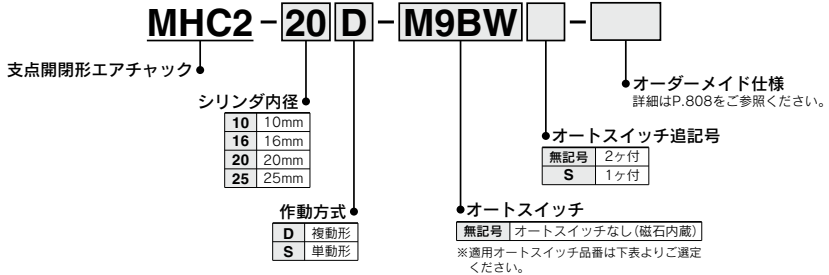 MHC2-20D-M9BW□-□
支点開閉形エアチャック
シリンダ内径
10 10mm
16 16mm
20 20mm
25 25mm
作動方式
D 複動形
S 単動形
オートスイッチ
無記号 オートスイッチなし(磁石内蔵)
※適用オートスイッチ品番は下表よりご選定
ください。
オートスイッチ追記号
無記号 2ヶ付
S 1ヶ付
オーダーメイド仕様
詳細はP.808をご参照ください。